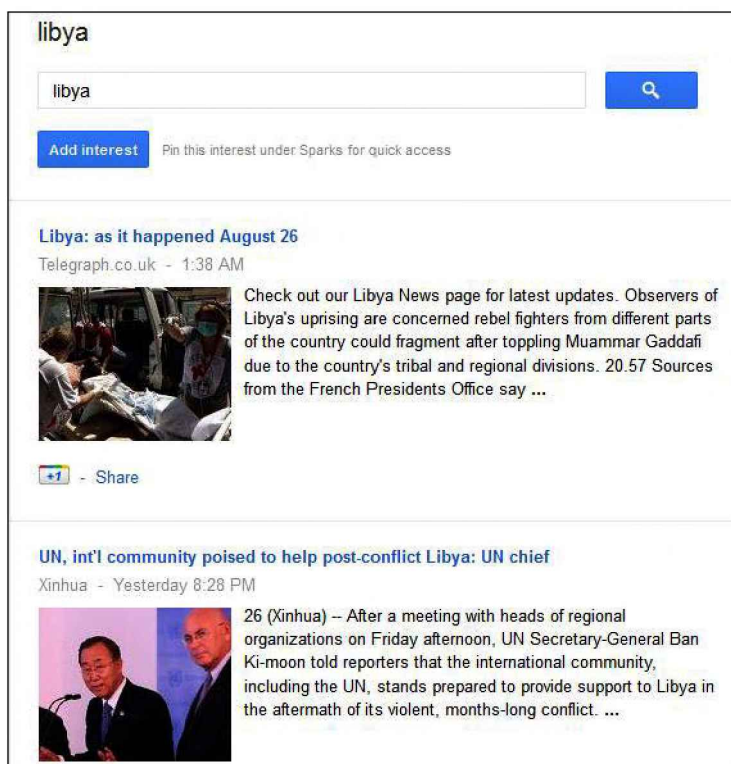 libya
libya
Add interest Pin this interest under Sparks for quick access
Libya: as it happened August 26
Telegraph.co.uk - 1:38 AM
Check out our Libya News page for latest updates. Observers of
Libya's uprising are concerned rebel fighters from different parts
of the country could fragment after toppling Muammar Gaddafi
due to the country's tribal and regional divisions. 20.57 Sources
from the French Presidents Office say ...
+1 - Share
UN, int'l community poised to help post-conflict Libya: UN chief
Xinhua - Yesterday 8:28 PM
26 (Xinhua) -- After a meeting with heads of regional
organizations on Friday afternoon, UN Secretary-General Ban
Ki-moon told reporters that the international community,
including the UN, stands prepared to provide support to Libya in
the aftermath of its violent, months-long conflict. ...